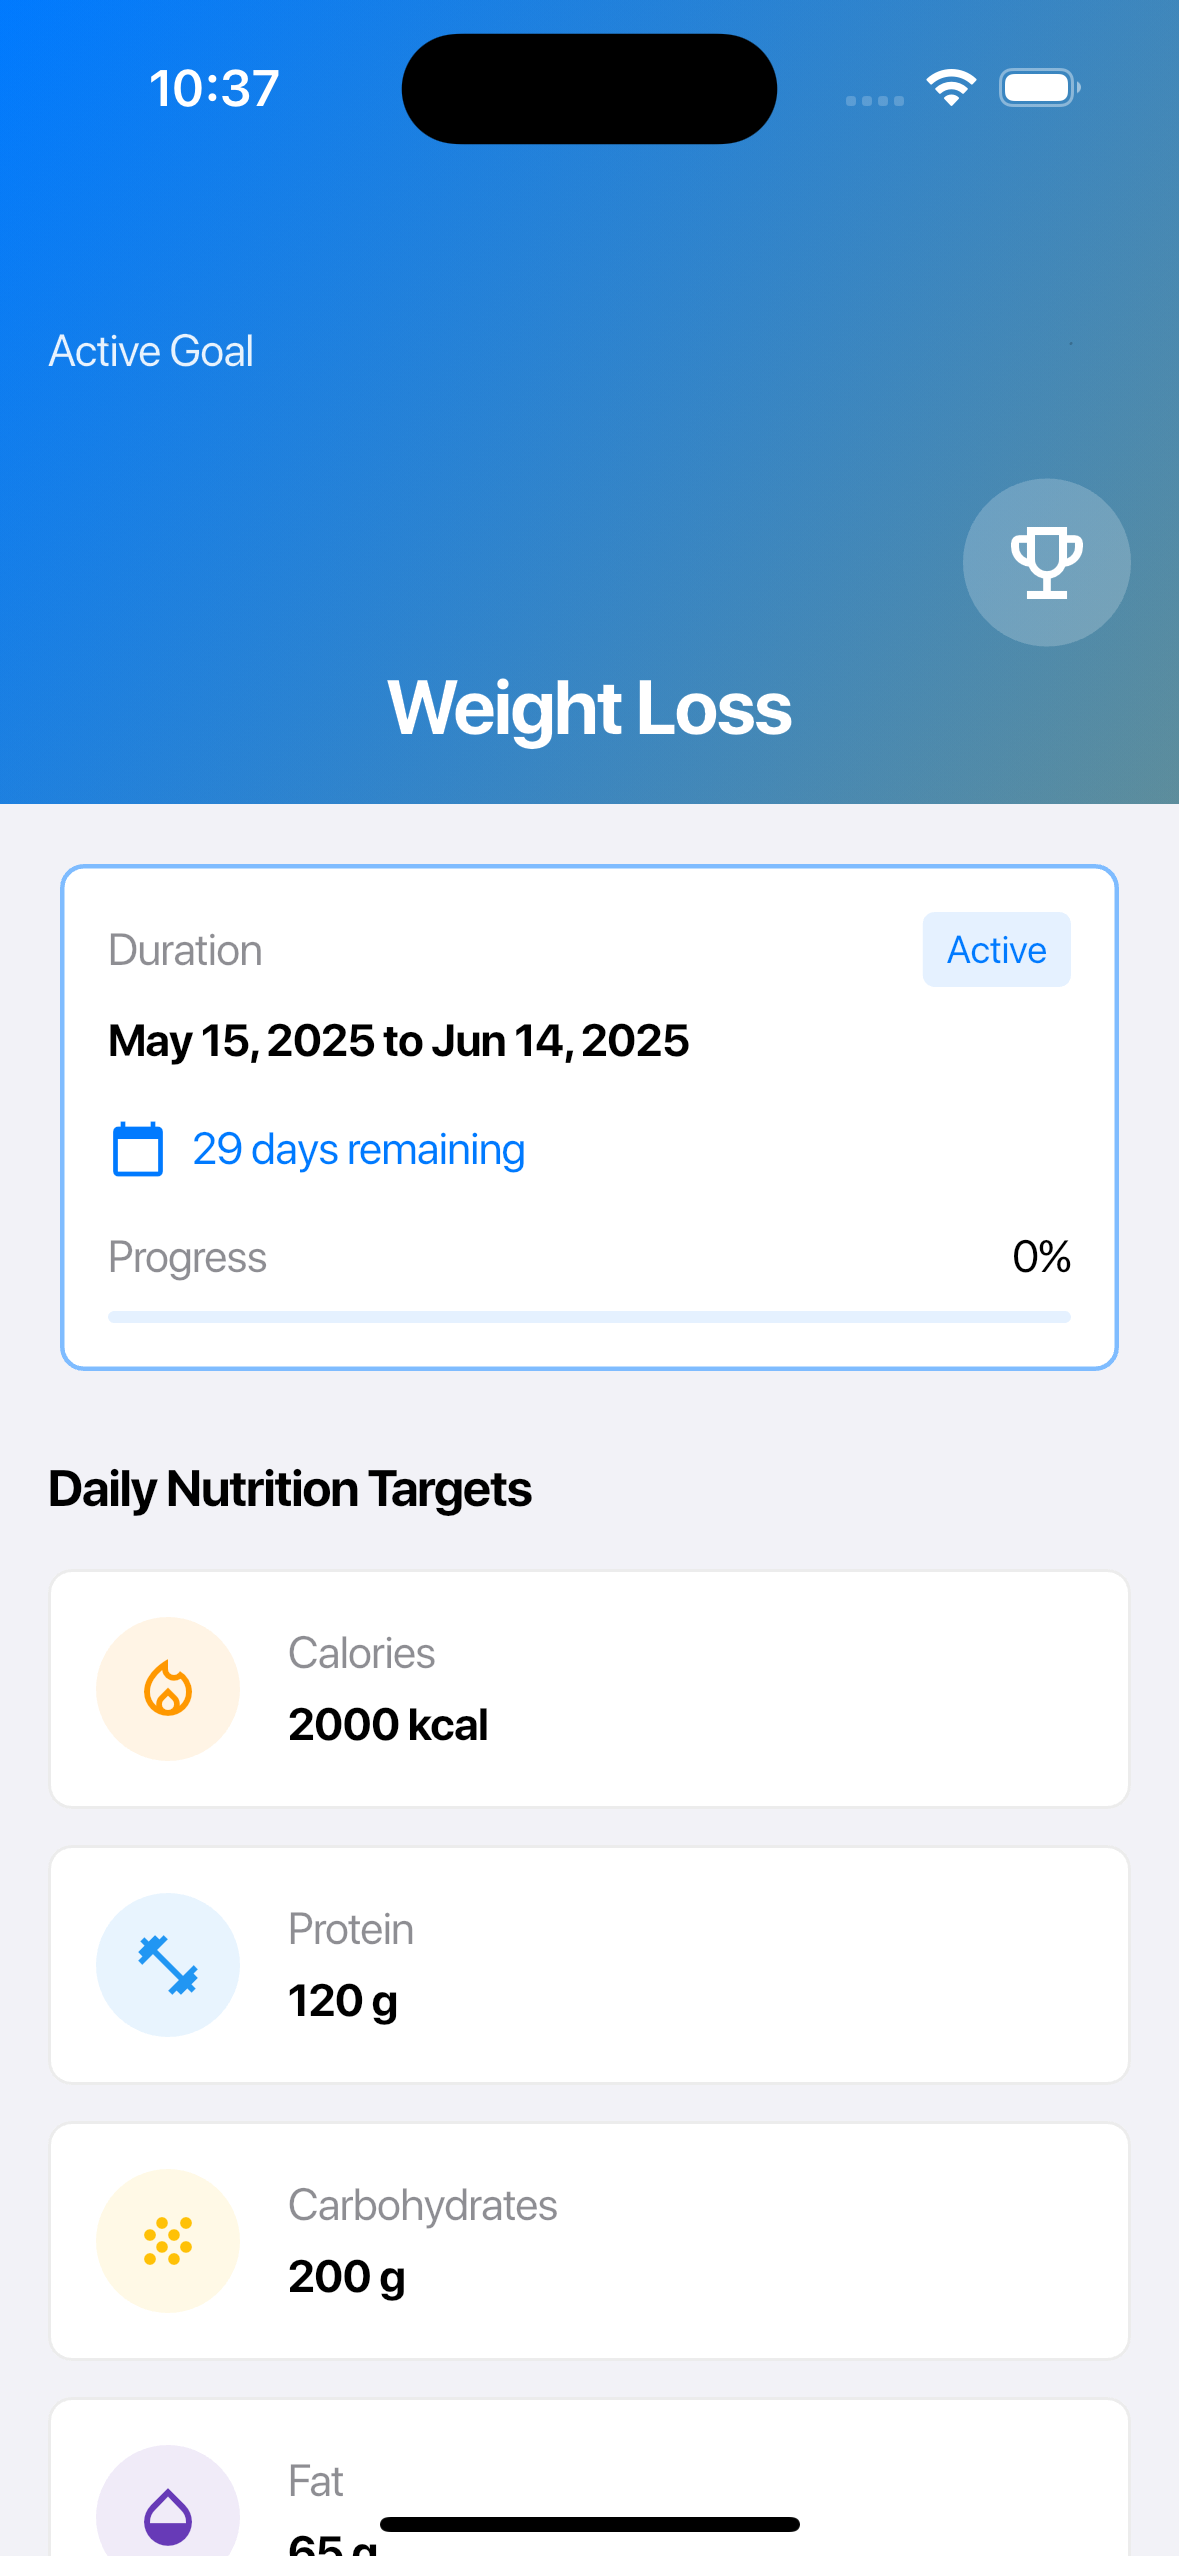 10:37
Active Goal
Weight Loss
Duration
Active
May 15, 2025 to Jun 14, 2025
29 days remaining
Progress
0%
Daily Nutrition Targets
Calories
2000 kcal
Protein
120 g
Carbohydrates
200 g
Fat
65 g